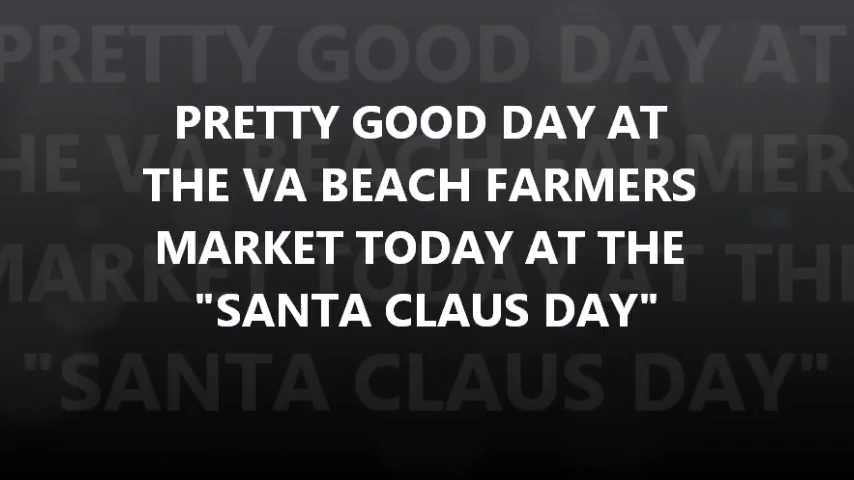 PRETTY GOOD DAY AT
THE VA BEACH FARMERS
MARKET TODAY AT THE
"SANTA CLAUS DAY"